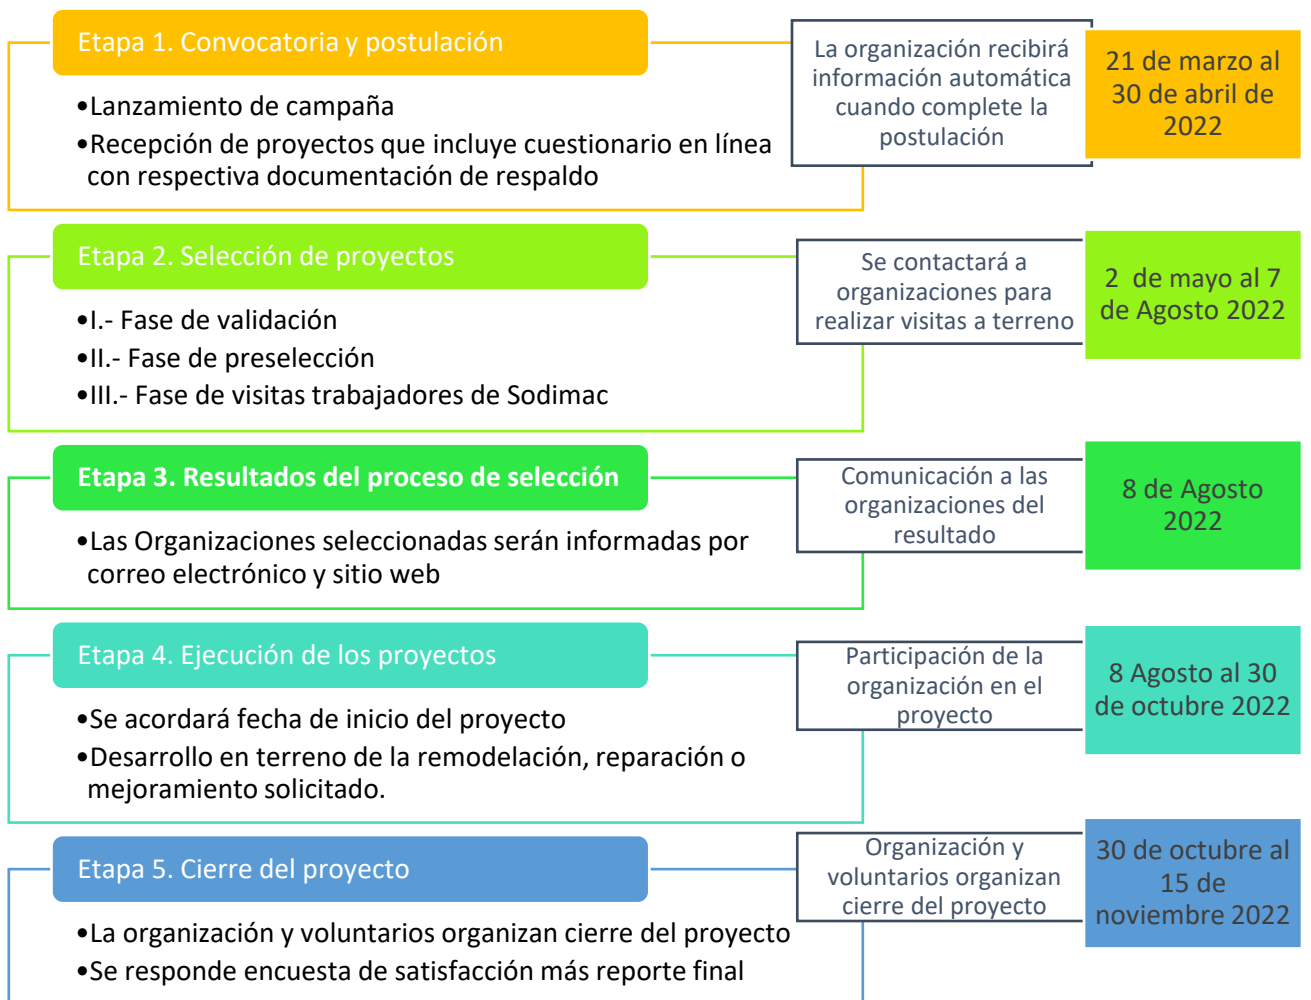 Etapa 1. Convocatoria y postulación
•Lanzamiento de campaña
•Recepción de proyectos que incluye cuestionario en línea
con respectiva documentación de respaldo
La organización recibirá
información automática
cuando complete la
postulación
21 de marzo al
30 de abril de
2022
Etapa 2. Selección de proyectos
•I.- Fase de validación
•II.- Fase de preselección
•III.- Fase de visitas trabajadores de Sodimac
Se contactará a
organizaciones para
realizar visitas a terreno
2 de mayo al 7
de Agosto 2022
Etapa 3. Resultados del proceso de selección
•Las Organizaciones seleccionadas serán informadas por
correo electrónico y sitio web
Comunicación a las
organizaciones del
resultado
8 de Agosto
2022
Etapa 4. Ejecución de los proyectos
•Se acordará fecha de inicio del proyecto
•Desarrollo en terreno de la remodelación, reparación o
mejoramiento solicitado.
Participación de la
organización en el
proyecto
8 Agosto al 30
de octubre 2022
Etapa 5. Cierre del proyecto
•La organización y voluntarios organizan cierre del proyecto
•Se responde encuesta de satisfacción más reporte final
Organización y
voluntarios organizan
cierre del proyecto
30 de octubre al
15 de
noviembre 2022